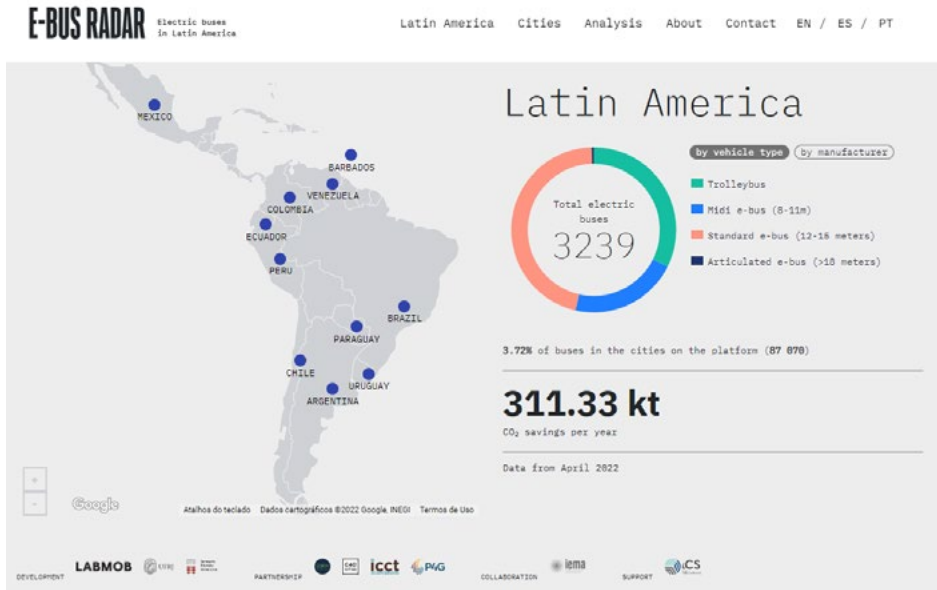 E-BUS RADAR
Electric buses
in Latin America
Latin America Cities Analysis About Contact EN / ES / PT
MEXICO
BARBADOS
VENEZUELA
COLOMBIA
ECUADOR
PERU
BRAZIL
PARAGUAY
CHILE
URUGUAY
ARGENTINA
+
-
Google
Atalhos do teclado Dados cartográficos ©2022 Google, INEGI Termos de Uso
Latin America
by vehicle type by manufacturer
Total electric
buses
3239
Trolleybus
Midi e-bus (8-11m)
Standard e-bus (12-15 meters)
Articulated e-bus (>18 meters)
3.72% of buses in the cities on the platform (87 070)
311.33 kt
CO₂ savings per year
Data from April 2022
DEVELOPMENT LABMOB
PARTNERSHIP icct P4G
COLLABORATION iema
SUPPORT iCS